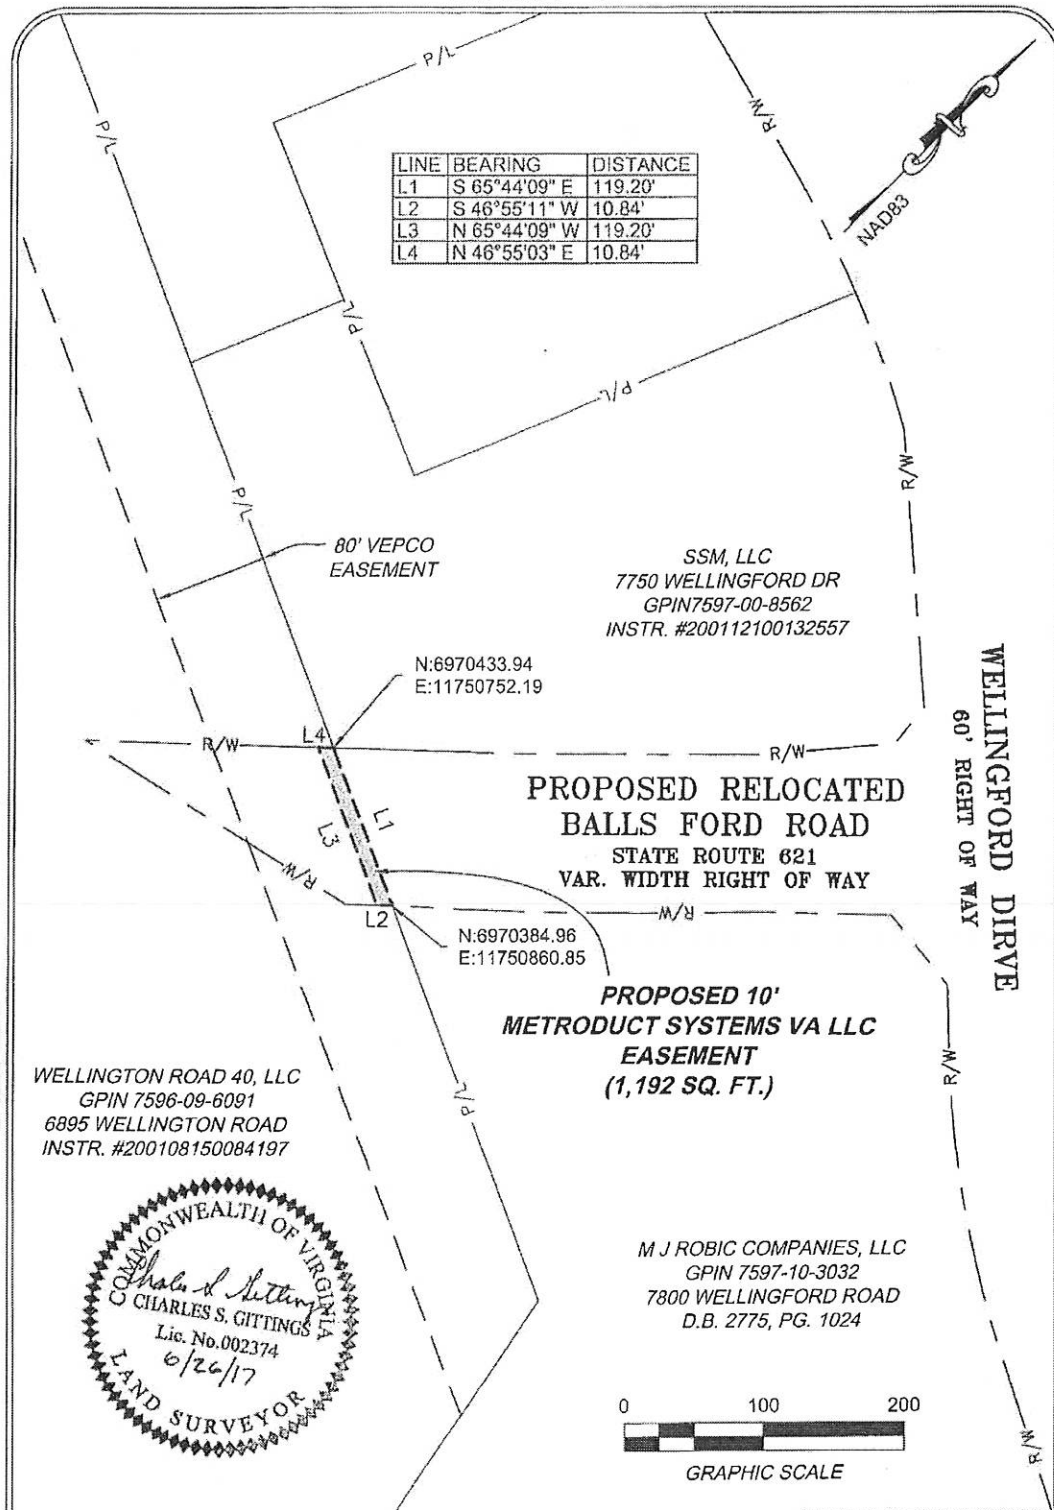 P/L
R/W
P/L
NAD83
LINE BEARING DISTANCE
L1 S 65°44'09" E 119.20'
L2 S 46°55'11" W 10.84'
L3 N 65°44'09" W 119.20'
L4 N 46°55'03" E 10.84'
P/L
P/L
R/W
P/L
80' VEPCO
EASEMENT
SSM, LLC
7750 WELLINGFORD DR
GPIN7597-00-8562
INSTR. #200112100132557
N:6970433.94
E:11750752.19
WELLINGFORD DIRVE
60' RIGHT OF WAY
R/W
L4
R/W
PROPOSED RELOCATED
BALLS FORD ROAD
STATE ROUTE 621
VAR. WIDTH RIGHT OF WAY
L1
L3
R/W
L2
R/W
N:6970384.96
E:11750860.85
PROPOSED 10'
METRODUCT SYSTEMS VA LLC
EASEMENT
(1,192 SQ. FT.)
R/W
P/L
WELLINGTON ROAD 40, LLC
GPIN 7596-09-6091
6895 WELLINGTON ROAD
INSTR. #200108150084197
COMMONWEALTH OF VIRGINIA
Charles S Gittings
CHARLES S. GITTINGS
Lic. No.002374
6/26/17
LAND SURVEYOR
M J ROBIC COMPANIES, LLC
GPIN 7597-10-3032
7800 WELLINGFORD ROAD
D.B. 2775, PG. 1024
0 100 200
GRAPHIC SCALE
R/W